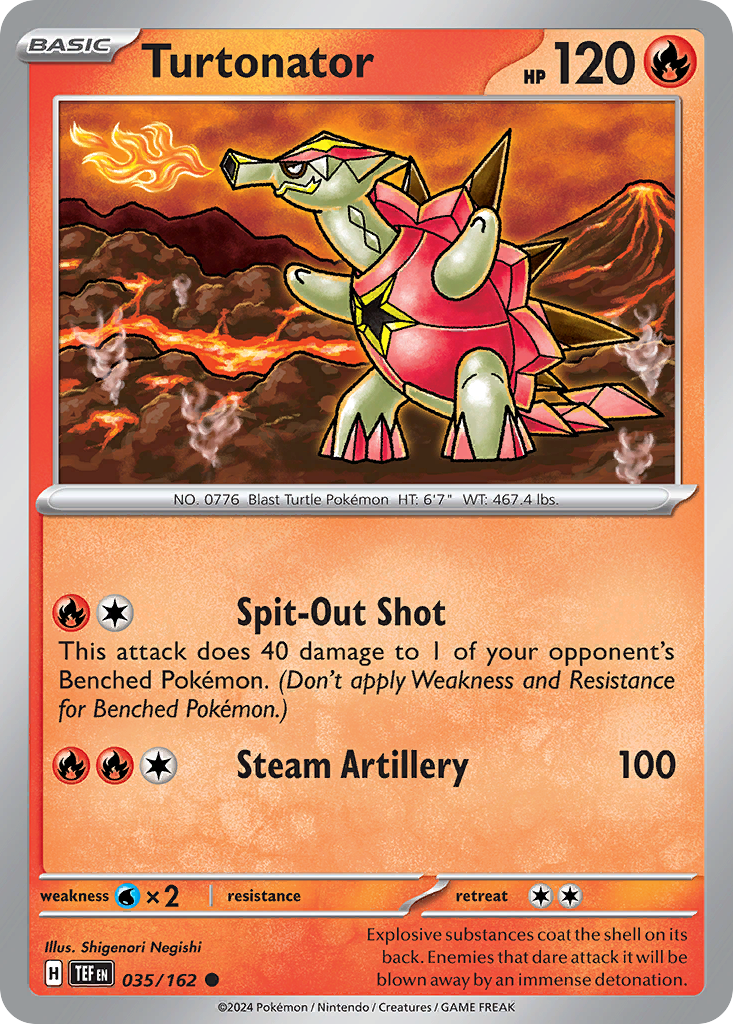 BASIC
Turtonator
HP 120
NO. 0776 Blast Turtle Pokémon HT: 6'7" WT: 467.4 lbs.
Spit-Out Shot
This attack does 40 damage to 1 of your opponent's
Benched Pokémon. (Don't apply Weakness and Resistance
for Benched Pokémon.)
Steam Artillery 100
weakness ×2 resistance retreat
Illus. Shigenori Negishi
H TEF EN 035/162
Explosive substances coat the shell on its
back. Enemies that dare attack it will be
blown away by an immense detonation.
©2024 Pokémon / Nintendo / Creatures / GAME FREAK